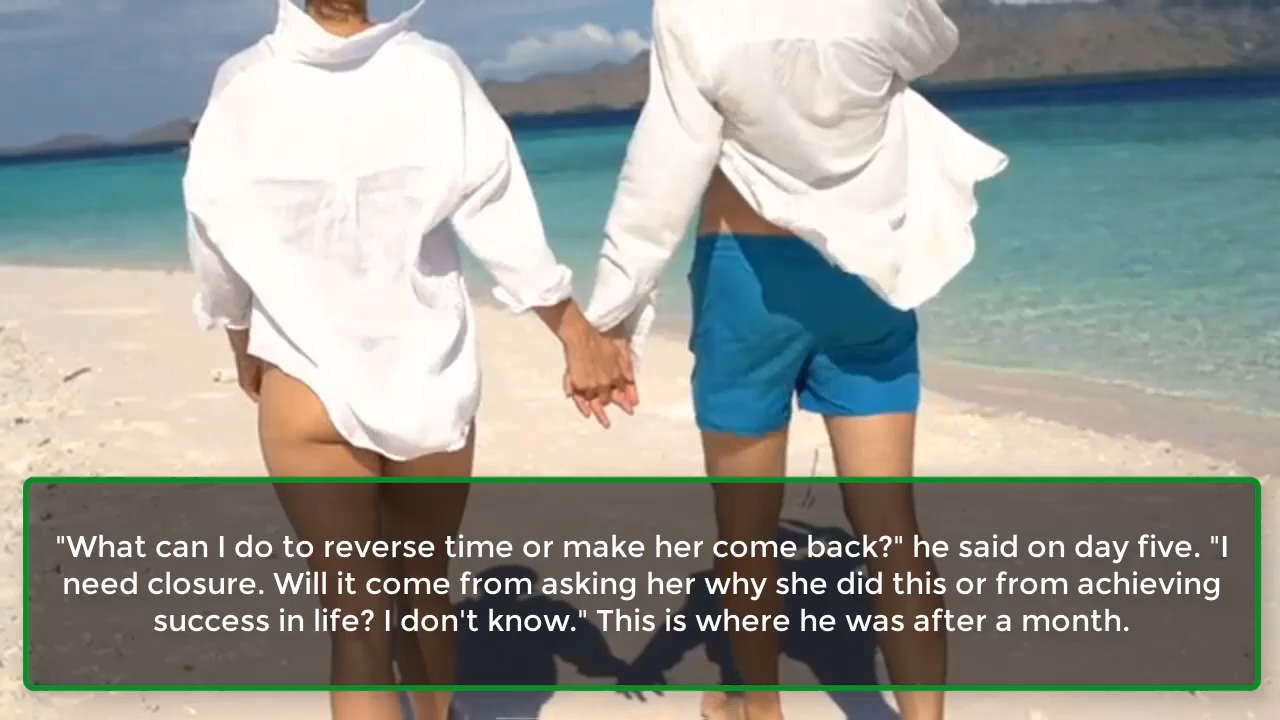 "What can I do to reverse time or make her come back?" he said on day five. "I
need closure. Will it come from asking her why she did this or from achieving
success in life? I don't know." This is where he was after a month.